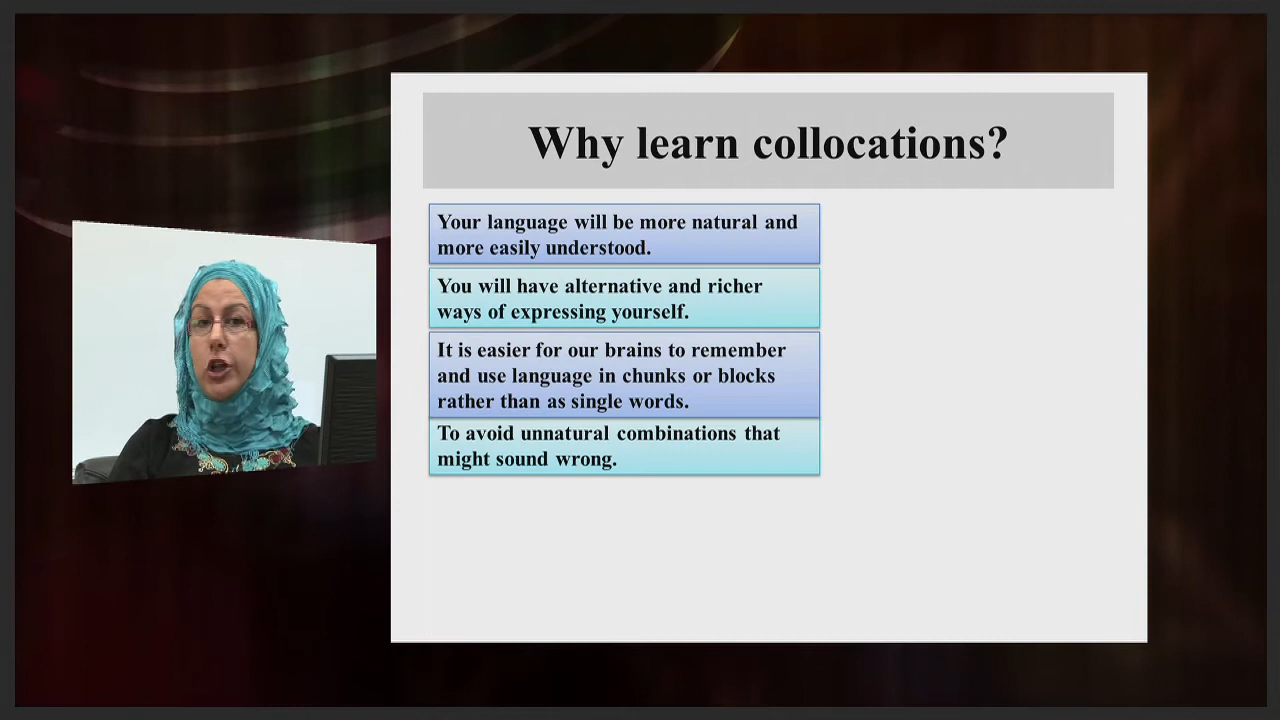 Why learn collocations?
Your language will be more natural and
more easily understood.
You will have alternative and richer
ways of expressing yourself.
It is easier for our brains to remember
and use language in chunks or blocks
rather than as single words.
To avoid unnatural combinations that
might sound wrong.